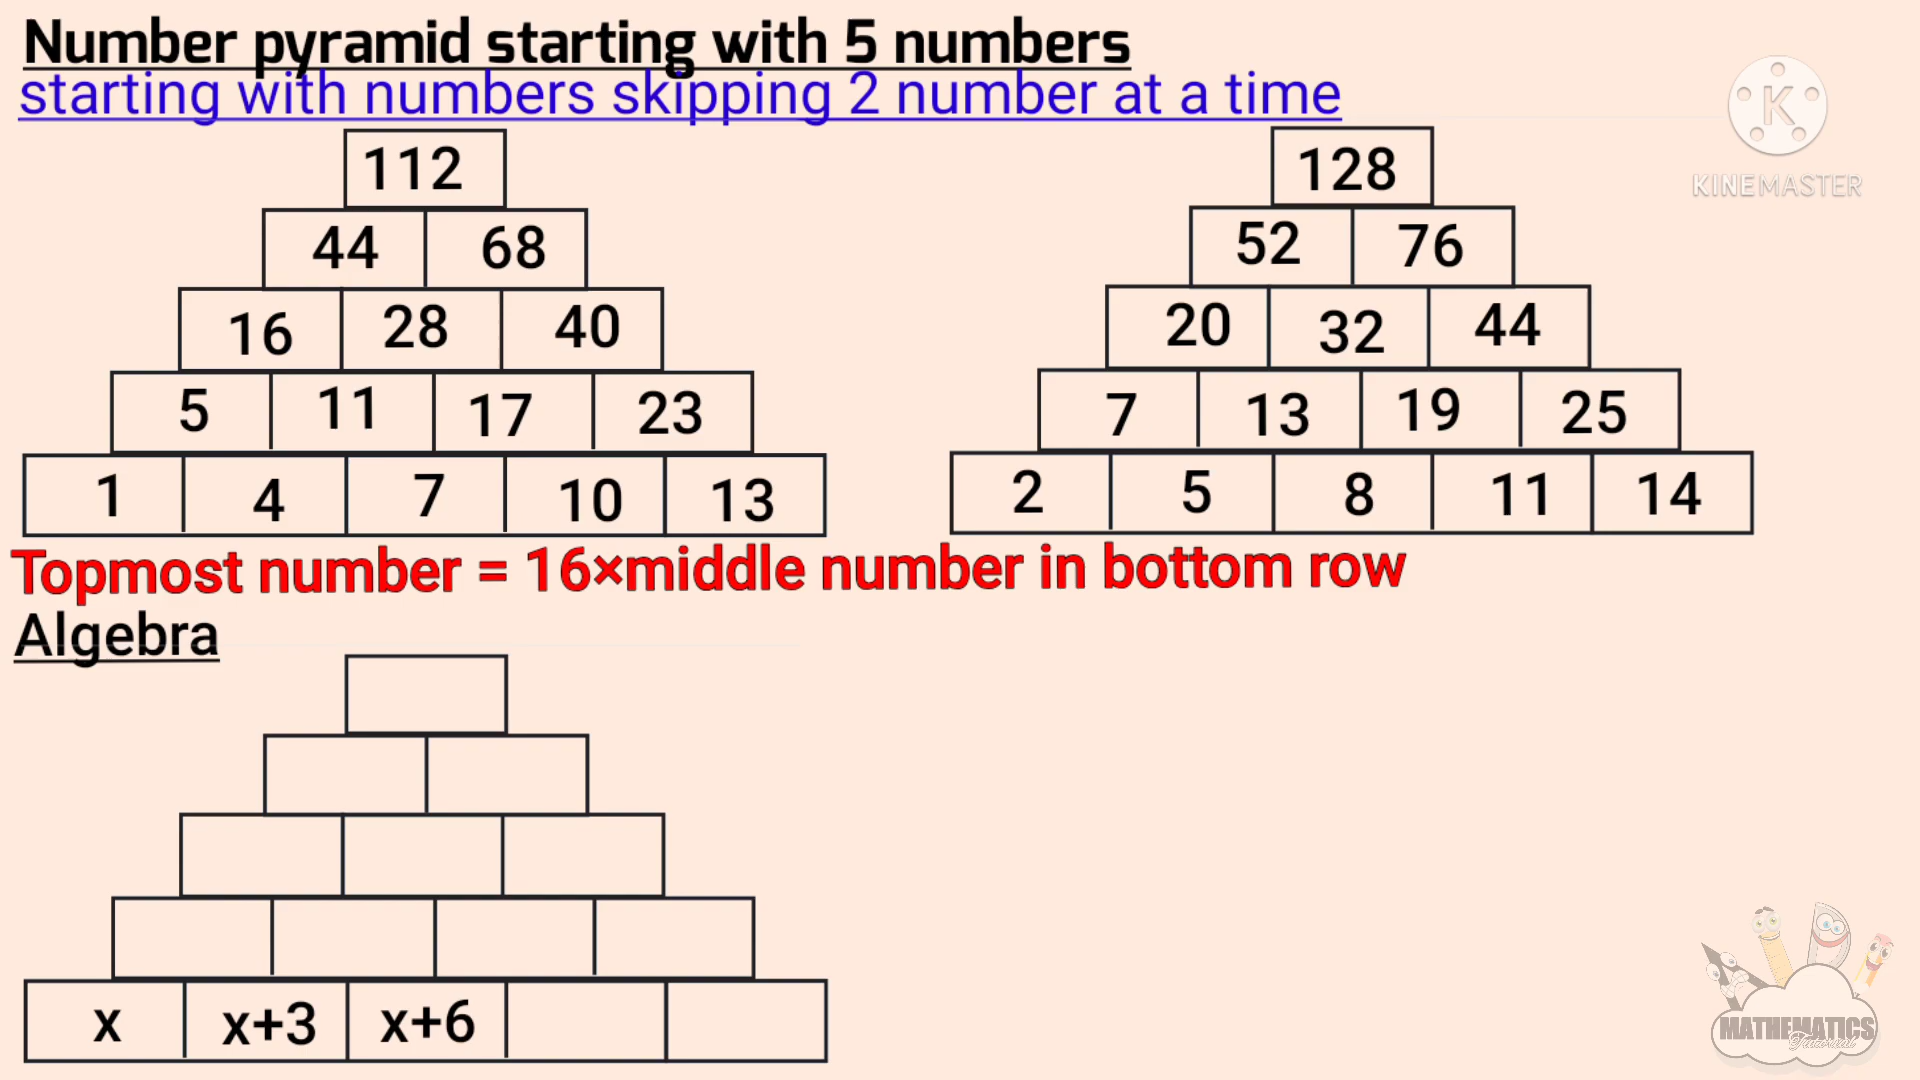 Number pyramid starting with 5 numbers
starting with numbers skipping 2 number at a time
112
44 68
16 28 40
5 11 17 23
1 4 7 10 13
128
52 76
20 32 44
7 13 19 25
2 5 8 11 14
KINEMASTER
Topmost number = 16×middle number in bottom row
Algebra
x x+3 x+6
MATHEMATICS
Tutorial